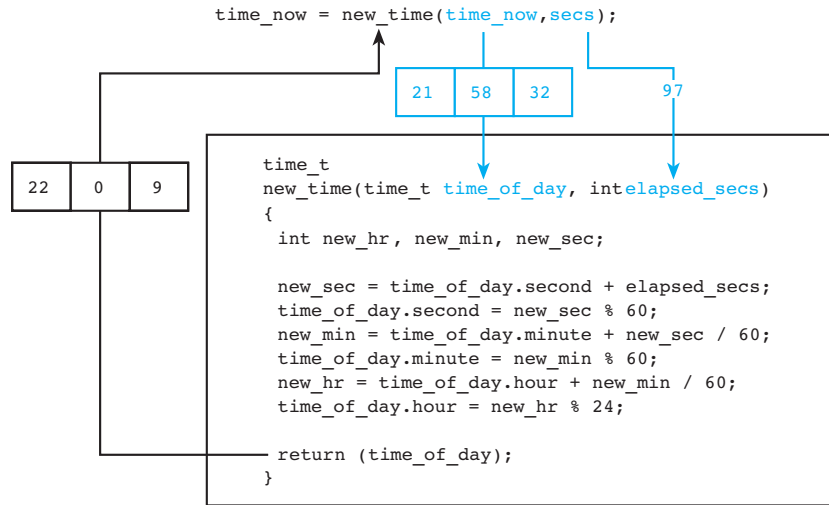 time_now = new_time(time_now,secs);
21 58 32
97
22 0 9
time_t
new_time(time_t time_of_day, intelapsed_secs)
{
int new_hr, new_min, new_sec;
new_sec = time_of_day.second + elapsed_secs;
time_of_day.second = new_sec % 60;
new_min = time_of_day.minute + new_sec / 60;
time_of_day.minute = new_min % 60;
new_hr = time_of_day.hour + new_min / 60;
time_of_day.hour = new_hr % 24;
return (time_of_day);
}